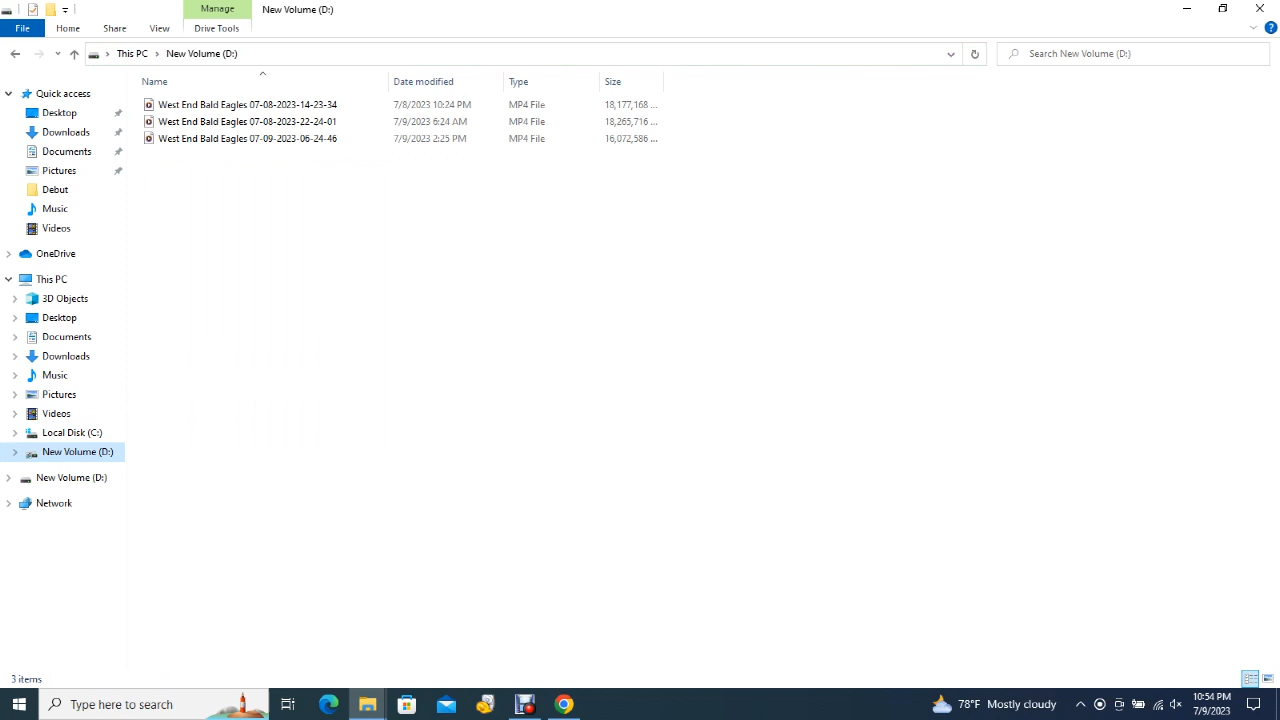 Manage
New Volume (D:)
File
Home
Share
View
Drive Tools
This PC
New Volume (D:)
Search New Volume (D:)
Name
Date modified
Type
Size
West End Bald Eagles 07-08-2023-14-23-34
7/8/2023 10:24 PM
MP4 File
18,177,168 ...
West End Bald Eagles 07-08-2023-22-24-01
7/9/2023 6:24 AM
MP4 File
18,265,716 ...
West End Bald Eagles 07-09-2023-06-24-46
7/9/2023 2:25 PM
MP4 File
16,072,586 ...
Quick access
Desktop
Downloads
Documents
Pictures
Debut
Music
Videos
OneDrive
This PC
3D Objects
Desktop
Documents
Downloads
Music
Pictures
Videos
Local Disk (C:)
New Volume (D:)
New Volume (D:)
Network
3 items
Type here to search
78°F Mostly cloudy
10:54 PM
7/9/2023